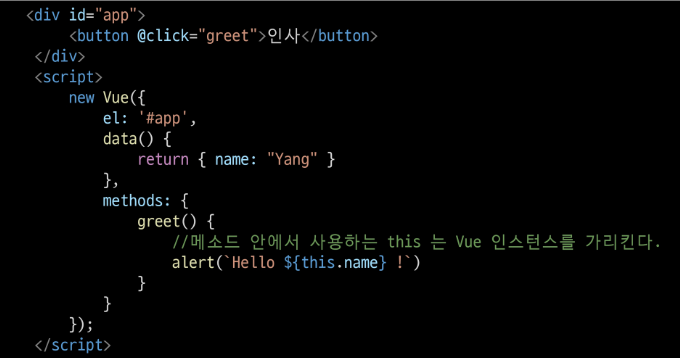 <div id="app">
<button @click="greet">인사</button>
</div>
<script>
new Vue({
el: '#app',
data() {
return { name: "Yang" }
},
methods: {
greet() {
//메소드 안에서 사용하는 this 는 Vue 인스턴스를 가리킨다.
alert(`Hello ${this.name} !`)
}
}
});
</script>